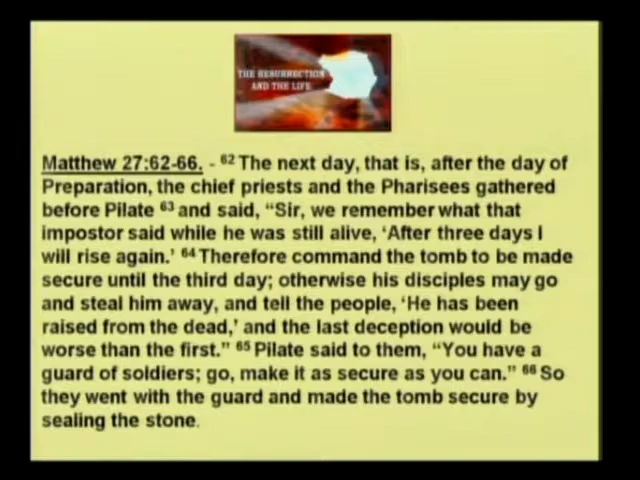 THE RESURRECTION
AND THE LIFE
Matthew 27:62-66. - 62 The next day, that is, after the day of
Preparation, the chief priests and the Pharisees gathered
before Pilate 63 and said, “Sir, we remember what that
impostor said while he was still alive, ‘After three days I
will rise again.’ 64 Therefore command the tomb to be made
secure until the third day; otherwise his disciples may go
and steal him away, and tell the people, ‘He has been
raised from the dead,’ and the last deception would be
worse than the first.” 65 Pilate said to them, “You have a
guard of soldiers; go, make it as secure as you can.” 66 So
they went with the guard and made the tomb secure by
sealing the stone.